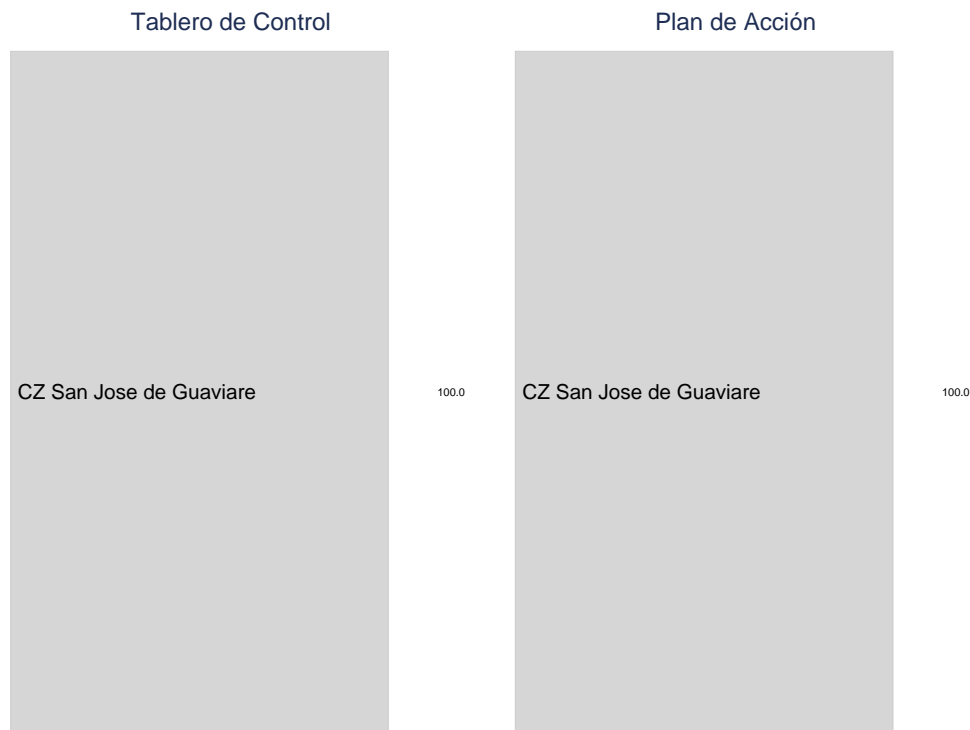 Tablero de Control
CZ San Jose de Guaviare
100.0
Plan de Acción
CZ San Jose de Guaviare
100.0